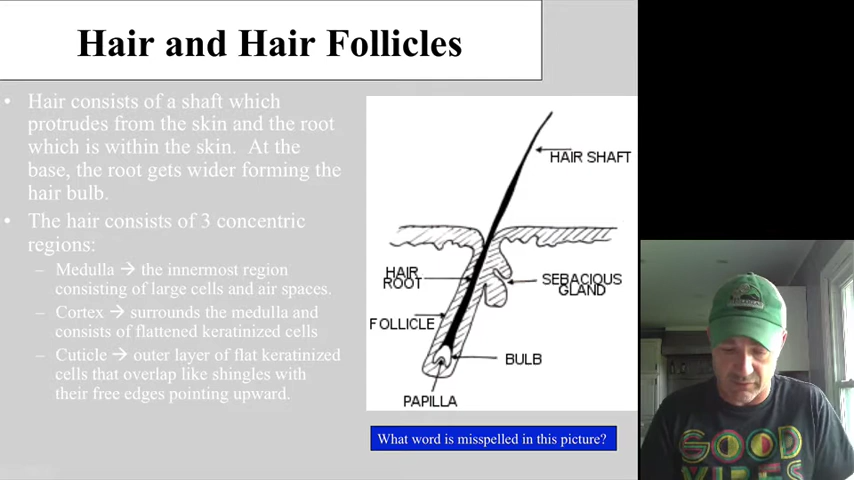 Hair and Hair Follicles
• Hair consists of a shaft which
protrudes from the skin and the root
which is within the skin. At the
base, the root gets wider forming the
hair bulb.
• The hair consists of 3 concentric
regions:
– Medulla → the innermost region
consisting of large cells and air spaces.
– Cortex → surrounds the medulla and
consists of flattened keratinized cells
– Cuticle → outer layer of flat keratinized
cells that overlap like shingles with
their free edges pointing upward.
HAIR SHAFT
HAIR
ROOT
SEBACIOUS
GLAND
FOLLICLE
BULB
PAPILLA
What word is misspelled in this picture?
GOOD
VIBES